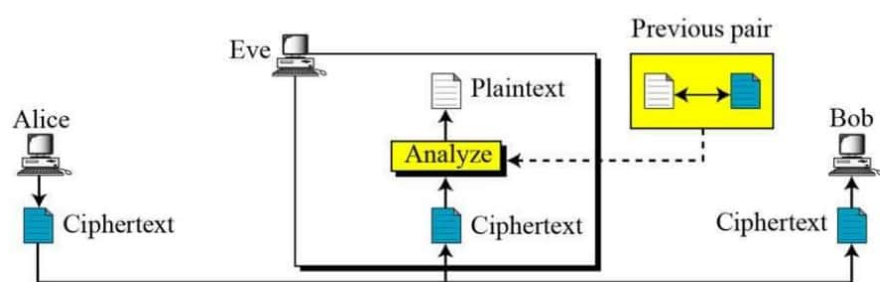 Previous pair
Eve
Plaintext
Alice
Bob
Analyze
Ciphertext
Ciphertext
Ciphertext